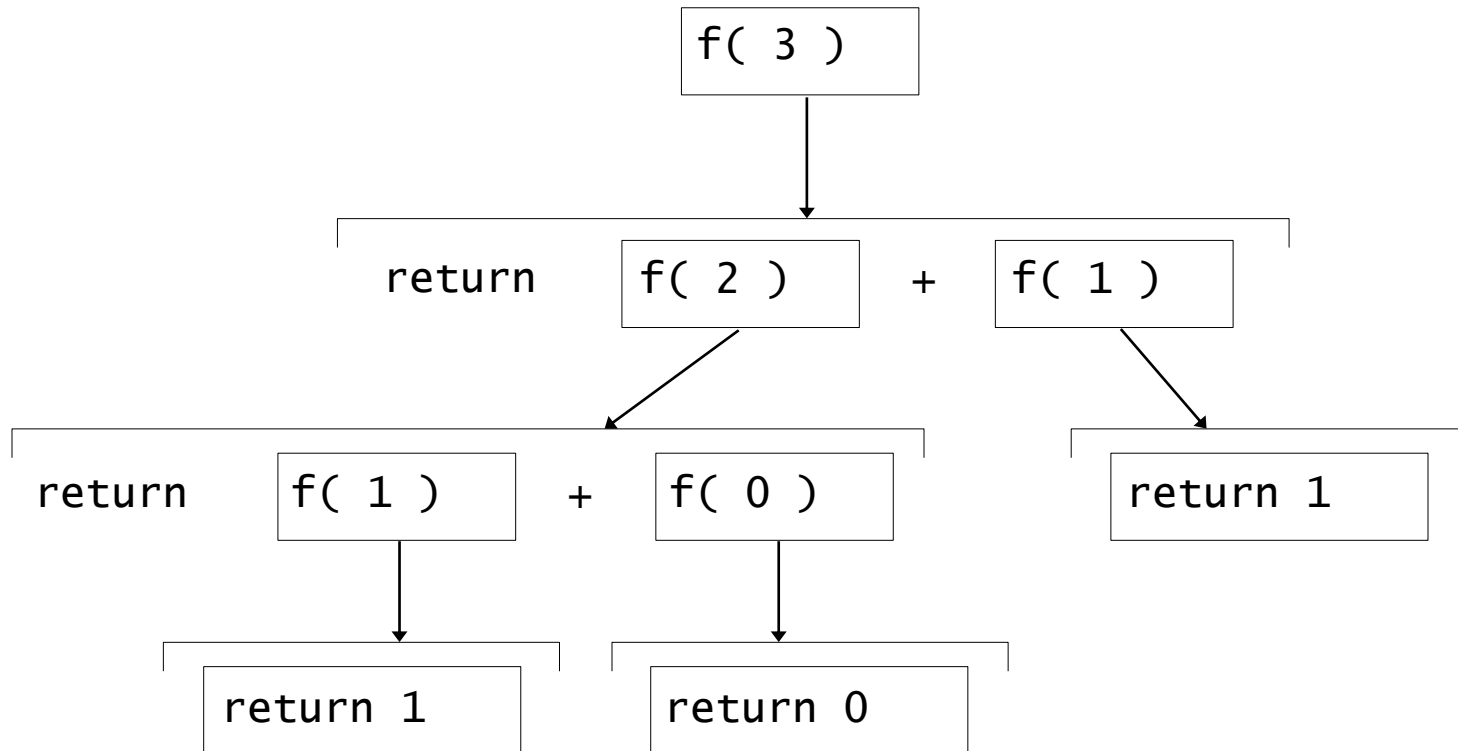 f( 3 )
return f( 2 ) + f( 1 )
return f( 1 ) + f( 0 ) return 1
return 1 return 0